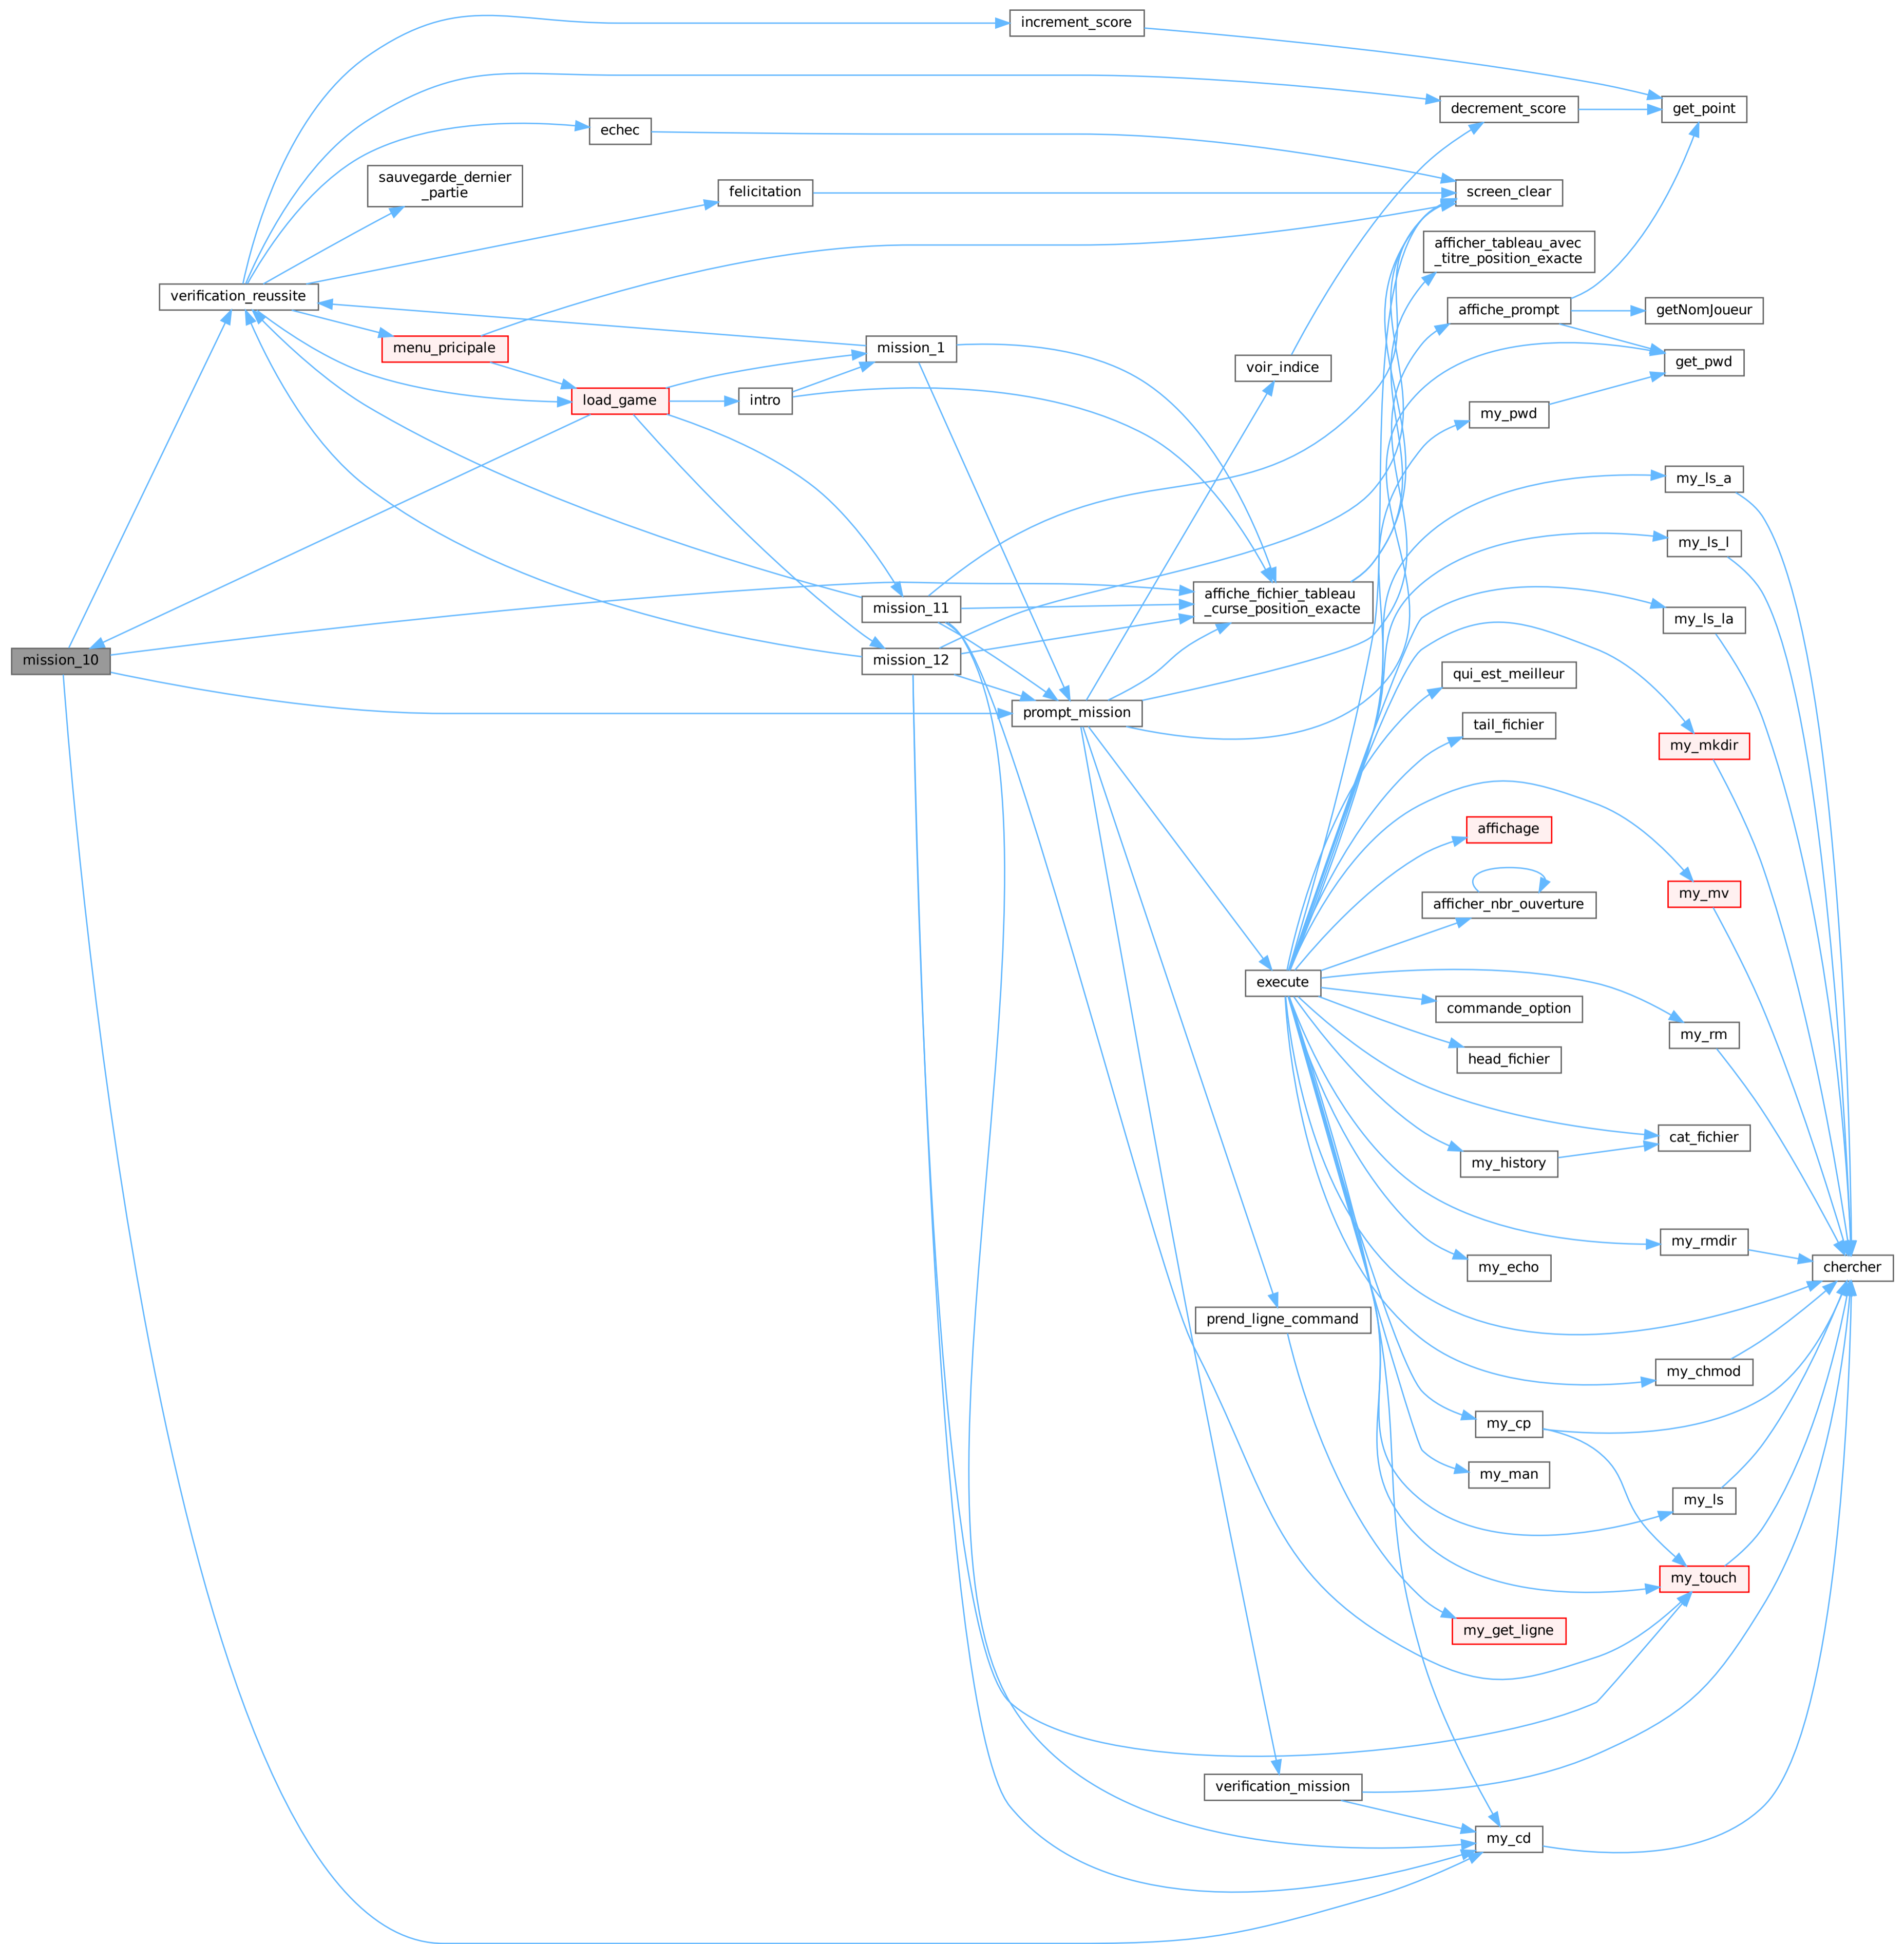 increment_score
decrement_score
get_point
echec
sauvegarde_dernier
_partie
felicitation
screen_clear
afficher_tableau_avec
_titre_position_exacte
verification_reussite
affiche_prompt
getNomJoueur
menu_pricipale
mission_1
voir_indice
get_pwd
load_game
intro
my_pwd
my_ls_a
my_ls_l
mission_11
affiche_fichier_tableau
_curse_position_exacte
my_ls_la
mission_10
mission_12
qui_est_meilleur
prompt_mission
tail_fichier
my_mkdir
affichage
afficher_nbr_ouverture
my_mv
execute
commande_option
my_rm
head_fichier
cat_fichier
my_history
my_rmdir
my_echo
chercher
prend_ligne_command
my_chmod
my_cp
my_man
my_ls
my_touch
my_get_ligne
verification_mission
my_cd